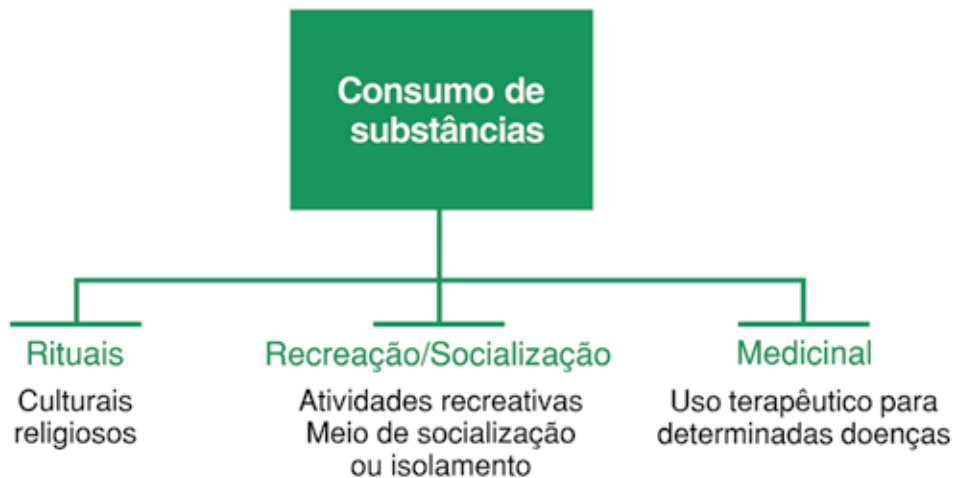 Consumo de
substâncias
Rituais
Culturais
religiosos
Recreação/Socialização
Atividades recreativas
Meio de socialização
ou isolamento
Medicinal
Uso terapêutico para
determinadas doenças